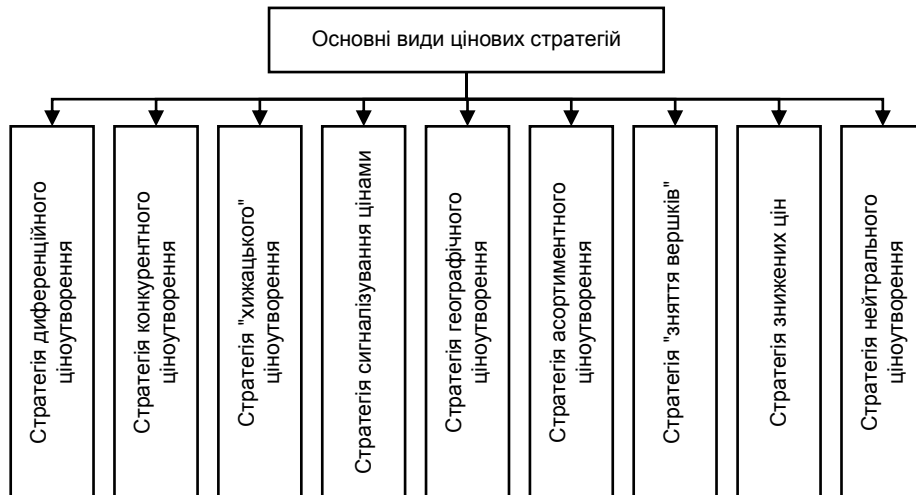 Основні види цінових стратегій
Стратегія диференційного
ціноутворення
Стратегія конкурентного
ціноутворення
Стратегія "хижацького"
ціноутворення
Стратегія сигналізування цінами
Стратегія географічного
ціноутворення
Стратегія асортиментного
ціноутворення
Стратегія "зняття вершків"
Стратегія знижених цін
Стратегія нейтрального
ціноутворення